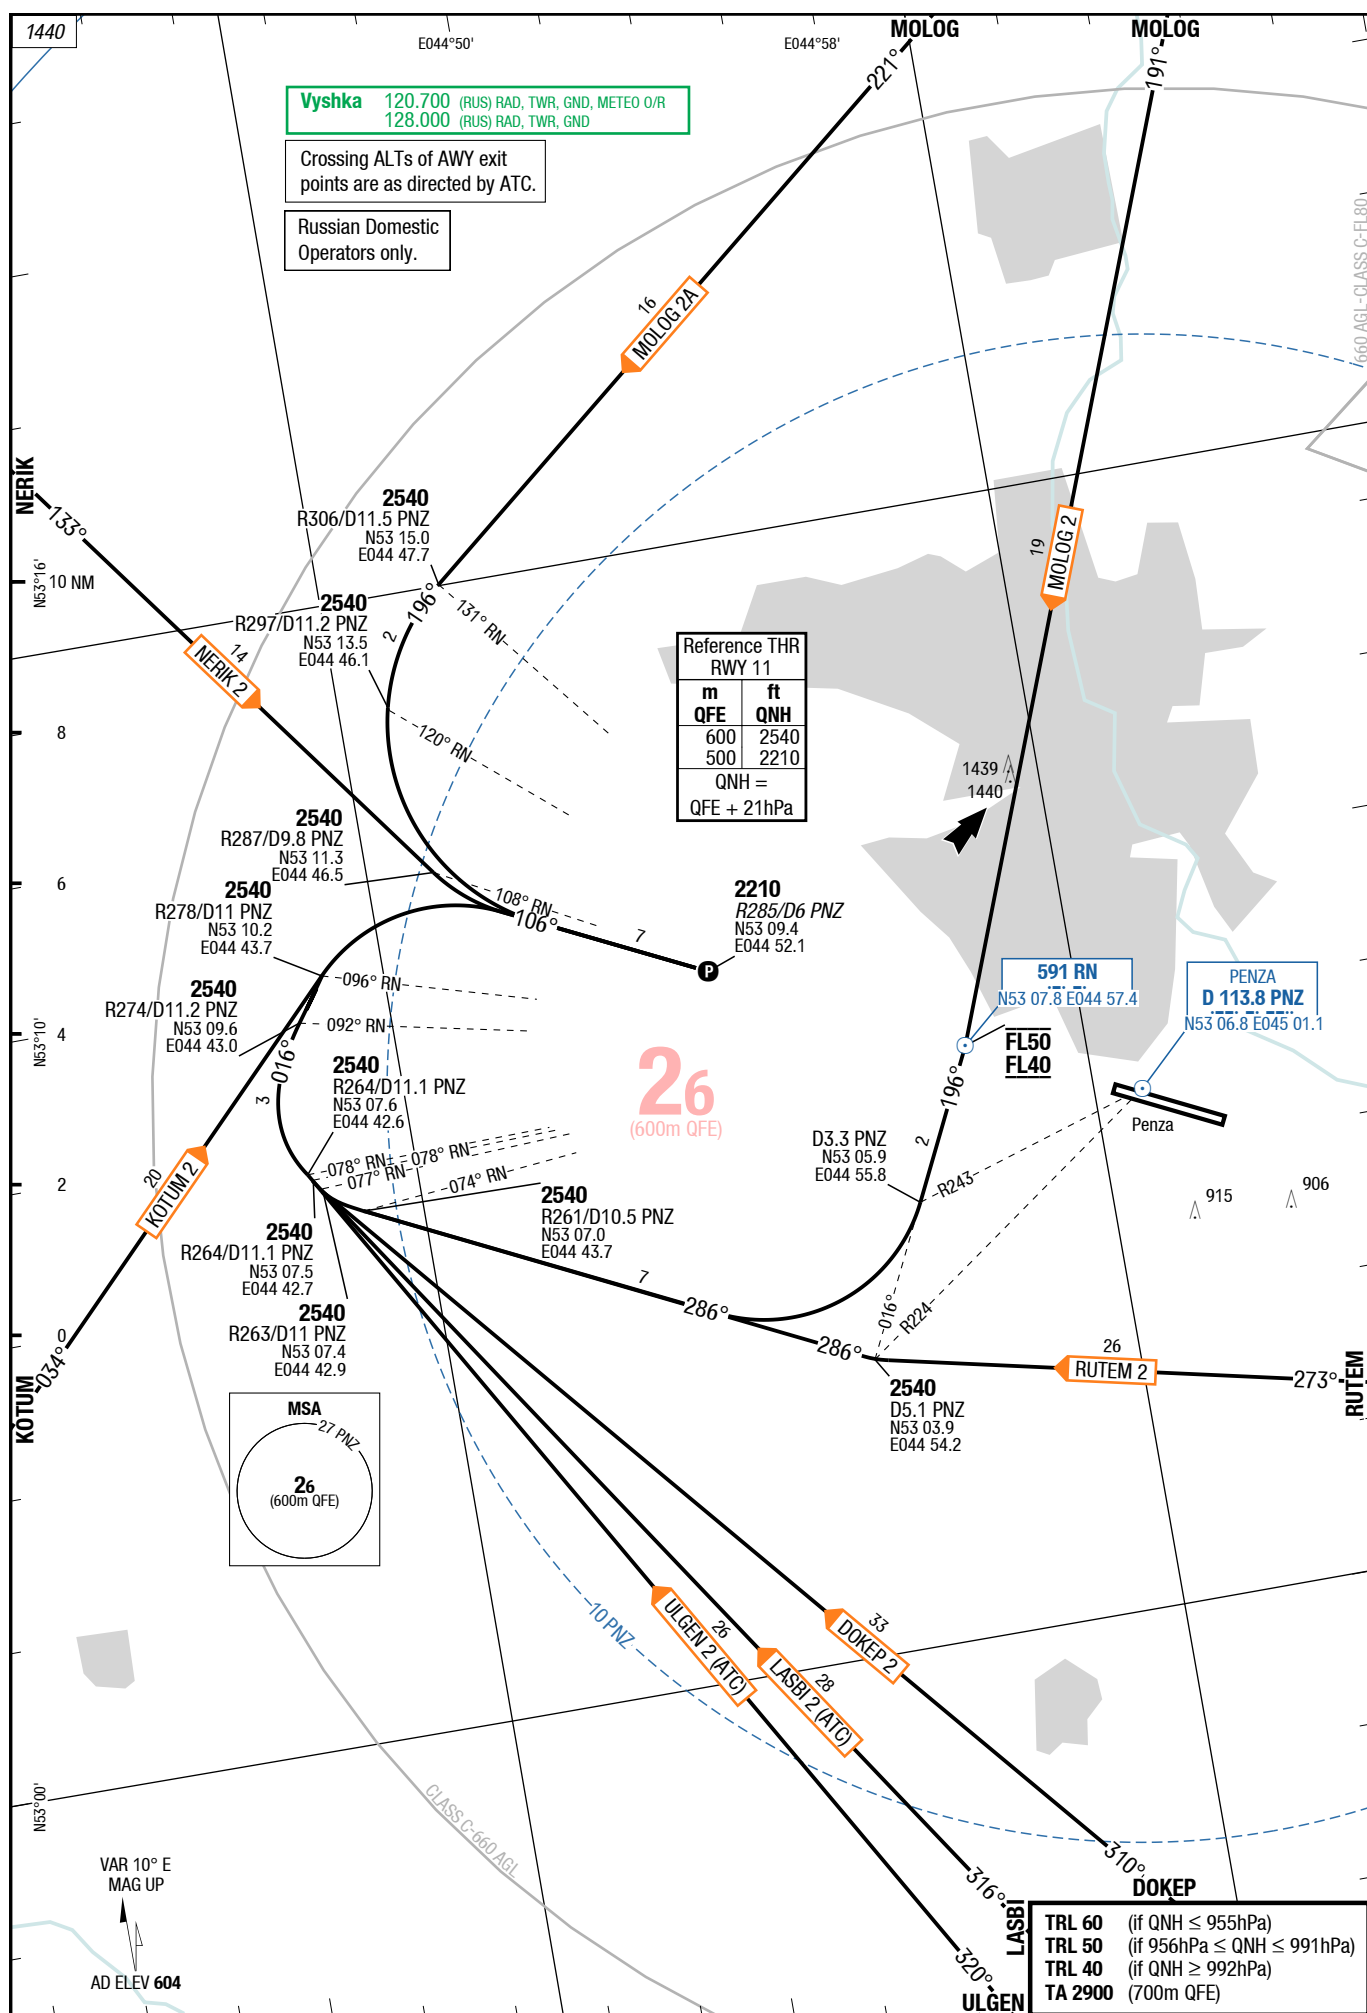 1440
E044°50'
E044°58'
MOLOG
MOLOG
221°
191°
Vyshka 120.700 (RUS) RAD, TWR, GND, METEO O/R
128.000 (RUS) RAD, TWR, GND
Crossing ALTs of AWY exit
points are as directed by ATC.
Russian Domestic
Operators only.
660 AGL-CLASS C-FL80
16
MOLOG 2A
NERIK
133°
2540
R306/D11.5 PNZ
N53 15.0
E044 47.7
19
MOLOG 2
N53°16'
10 NM
196°
131° RN
2540
R297/D11.2 PNZ
N53 13.5
E044 46.1
2
14
NERIK 2
Reference THR
RWY 11
m ft
QFE QNH
600 2540
500 2210
QNH =
QFE + 21hPa
8
120° RN
1439
1440
2540
R287/D9.8 PNZ
N53 11.3
E044 46.5
6
108° RN
2540
R278/D11 PNZ
N53 10.2
E044 43.7
106°
7
2210
R285/D6 PNZ
N53 09.4
E044 52.1
P
096° RN
591 RN
N53 07.8 E044 57.4
PENZA
D 113.8 PNZ
N53 06.8 E045 01.1
2540
R274/D11.2 PNZ
N53 09.6
E044 43.0
092° RN
N53°10'
4
FL50
FL40
016°
3
2540
R264/D11.1 PNZ
N53 07.6
E044 42.6
26
(600m QFE)
196°
2
Penza
D3.3 PNZ
N53 05.9
E044 55.8
078° RN
078° RN
077° RN
074° RN
R243
2
20
KOTUM 2
915
906
2540
R261/D10.5 PNZ
N53 07.0
E044 43.7
2540
R264/D11.1 PNZ
N53 07.5
E044 42.7
7
286°
016°
R224
2540
R263/D11 PNZ
N53 07.4
E044 42.9
0
034°
KOTUM
286°
26
RUTEM 2
273°
RUTEM
2540
D5.1 PNZ
N53 03.9
E044 54.2
MSA
27 PNZ
26
(600m QFE)
10 PNZ
26
ULGEN 2 (ATC)
28
LASBI 2 (ATC)
33
DOKEP 2
N53°00'
CLASS C-660 AGL
VAR 10° E
MAG UP
AD ELEV 604
310°
DOKEP
316°
LASBI
320°
ULGEN
TRL 60 (if QNH ≤ 955hPa)
TRL 50 (if 956hPa ≤ QNH ≤ 991hPa)
TRL 40 (if QNH ≥ 992hPa)
TA 2900 (700m QFE)